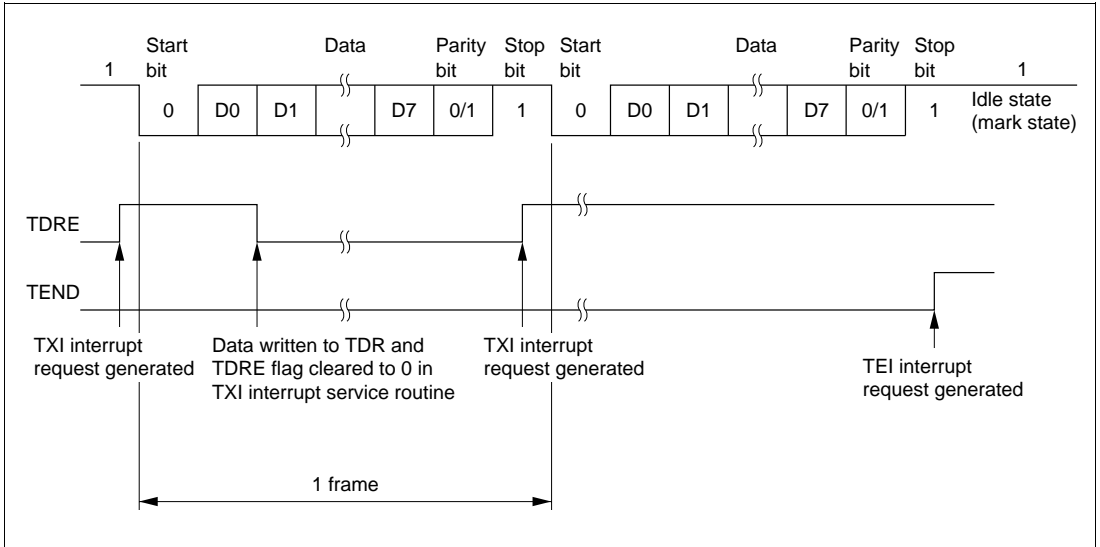 Start Data Parity Stop Start Data Parity Stop
1 bit bit bit bit bit bit 1
0 D0 D1 D7 0/1 1 0 D0 D1 D7 0/1 1 Idle state
(mark state)
TDRE
TEND
TXI interrupt Data written to TDR and TXI interrupt TEI interrupt
request generated TDRE flag cleared to 0 in request generated request generated
TXI interrupt service routine
1 frame